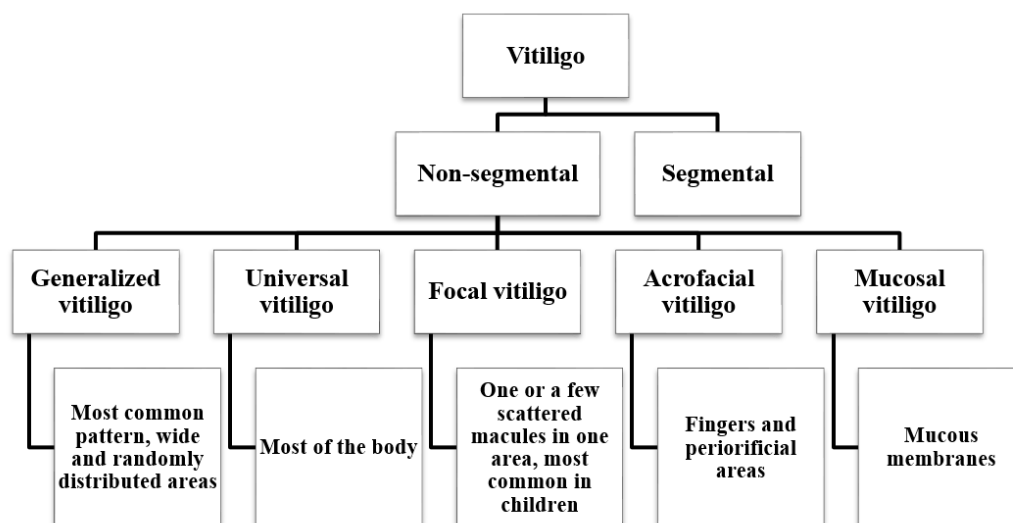 Vitiligo
Non-segmental
Segmental
Generalized
vitiligo
Universal
vitiligo
Focal vitiligo
Acrofacial
vitiligo
Mucosal
vitiligo
Most common
pattern, wide
and randomly
distributed areas
Most of the body
One or a few
scattered
macules in one
area, most
common in
children
Fingers and
periorificial
areas
Mucous
membranes